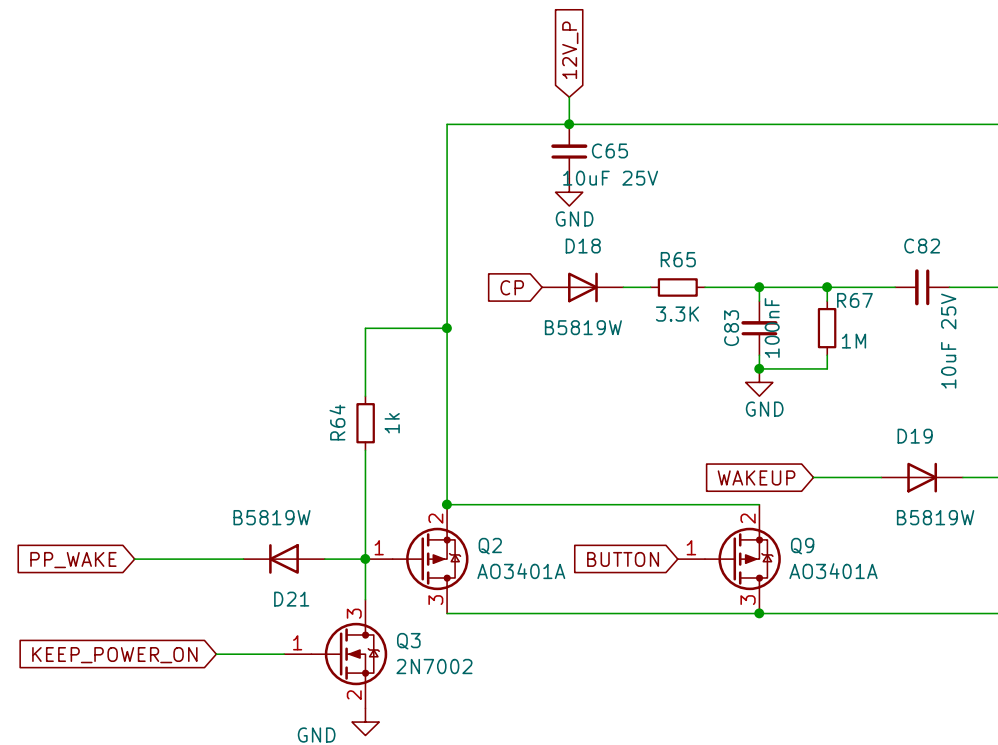 12V_P
C65
10uF 25V
GND
D18
C82
CP
R65
B5819W
3.3K
C83
100nF
R67
1M
10uF 25V
GND
R64
1k
D19
WAKEUP
B5819W
B5819W
PP_WAKE
D21
1
2
3
Q2
AO3401A
BUTTON
1
2
3
Q9
AO3401A
KEEP_POWER_ON
1
3
2
Q3
2N7002
GND